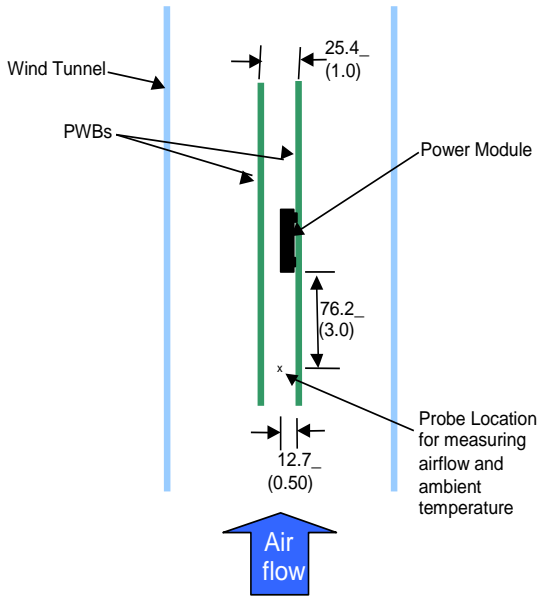 25.4_
(1.0)
Wind Tunnel
PWBs
Power Module
76.2_
(3.0)
x
Probe Location
for measuring
airflow and
ambient
temperature
12.7_
(0.50)
Air
flow